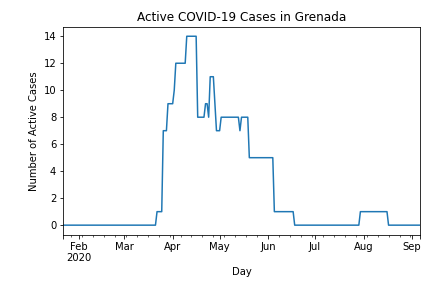 Active COVID-19 Cases in Grenada
Number of Active Cases
14
12
10
8
6
4
2
0
Feb Mar Apr May Jun Jul Aug Sep
2020
Day